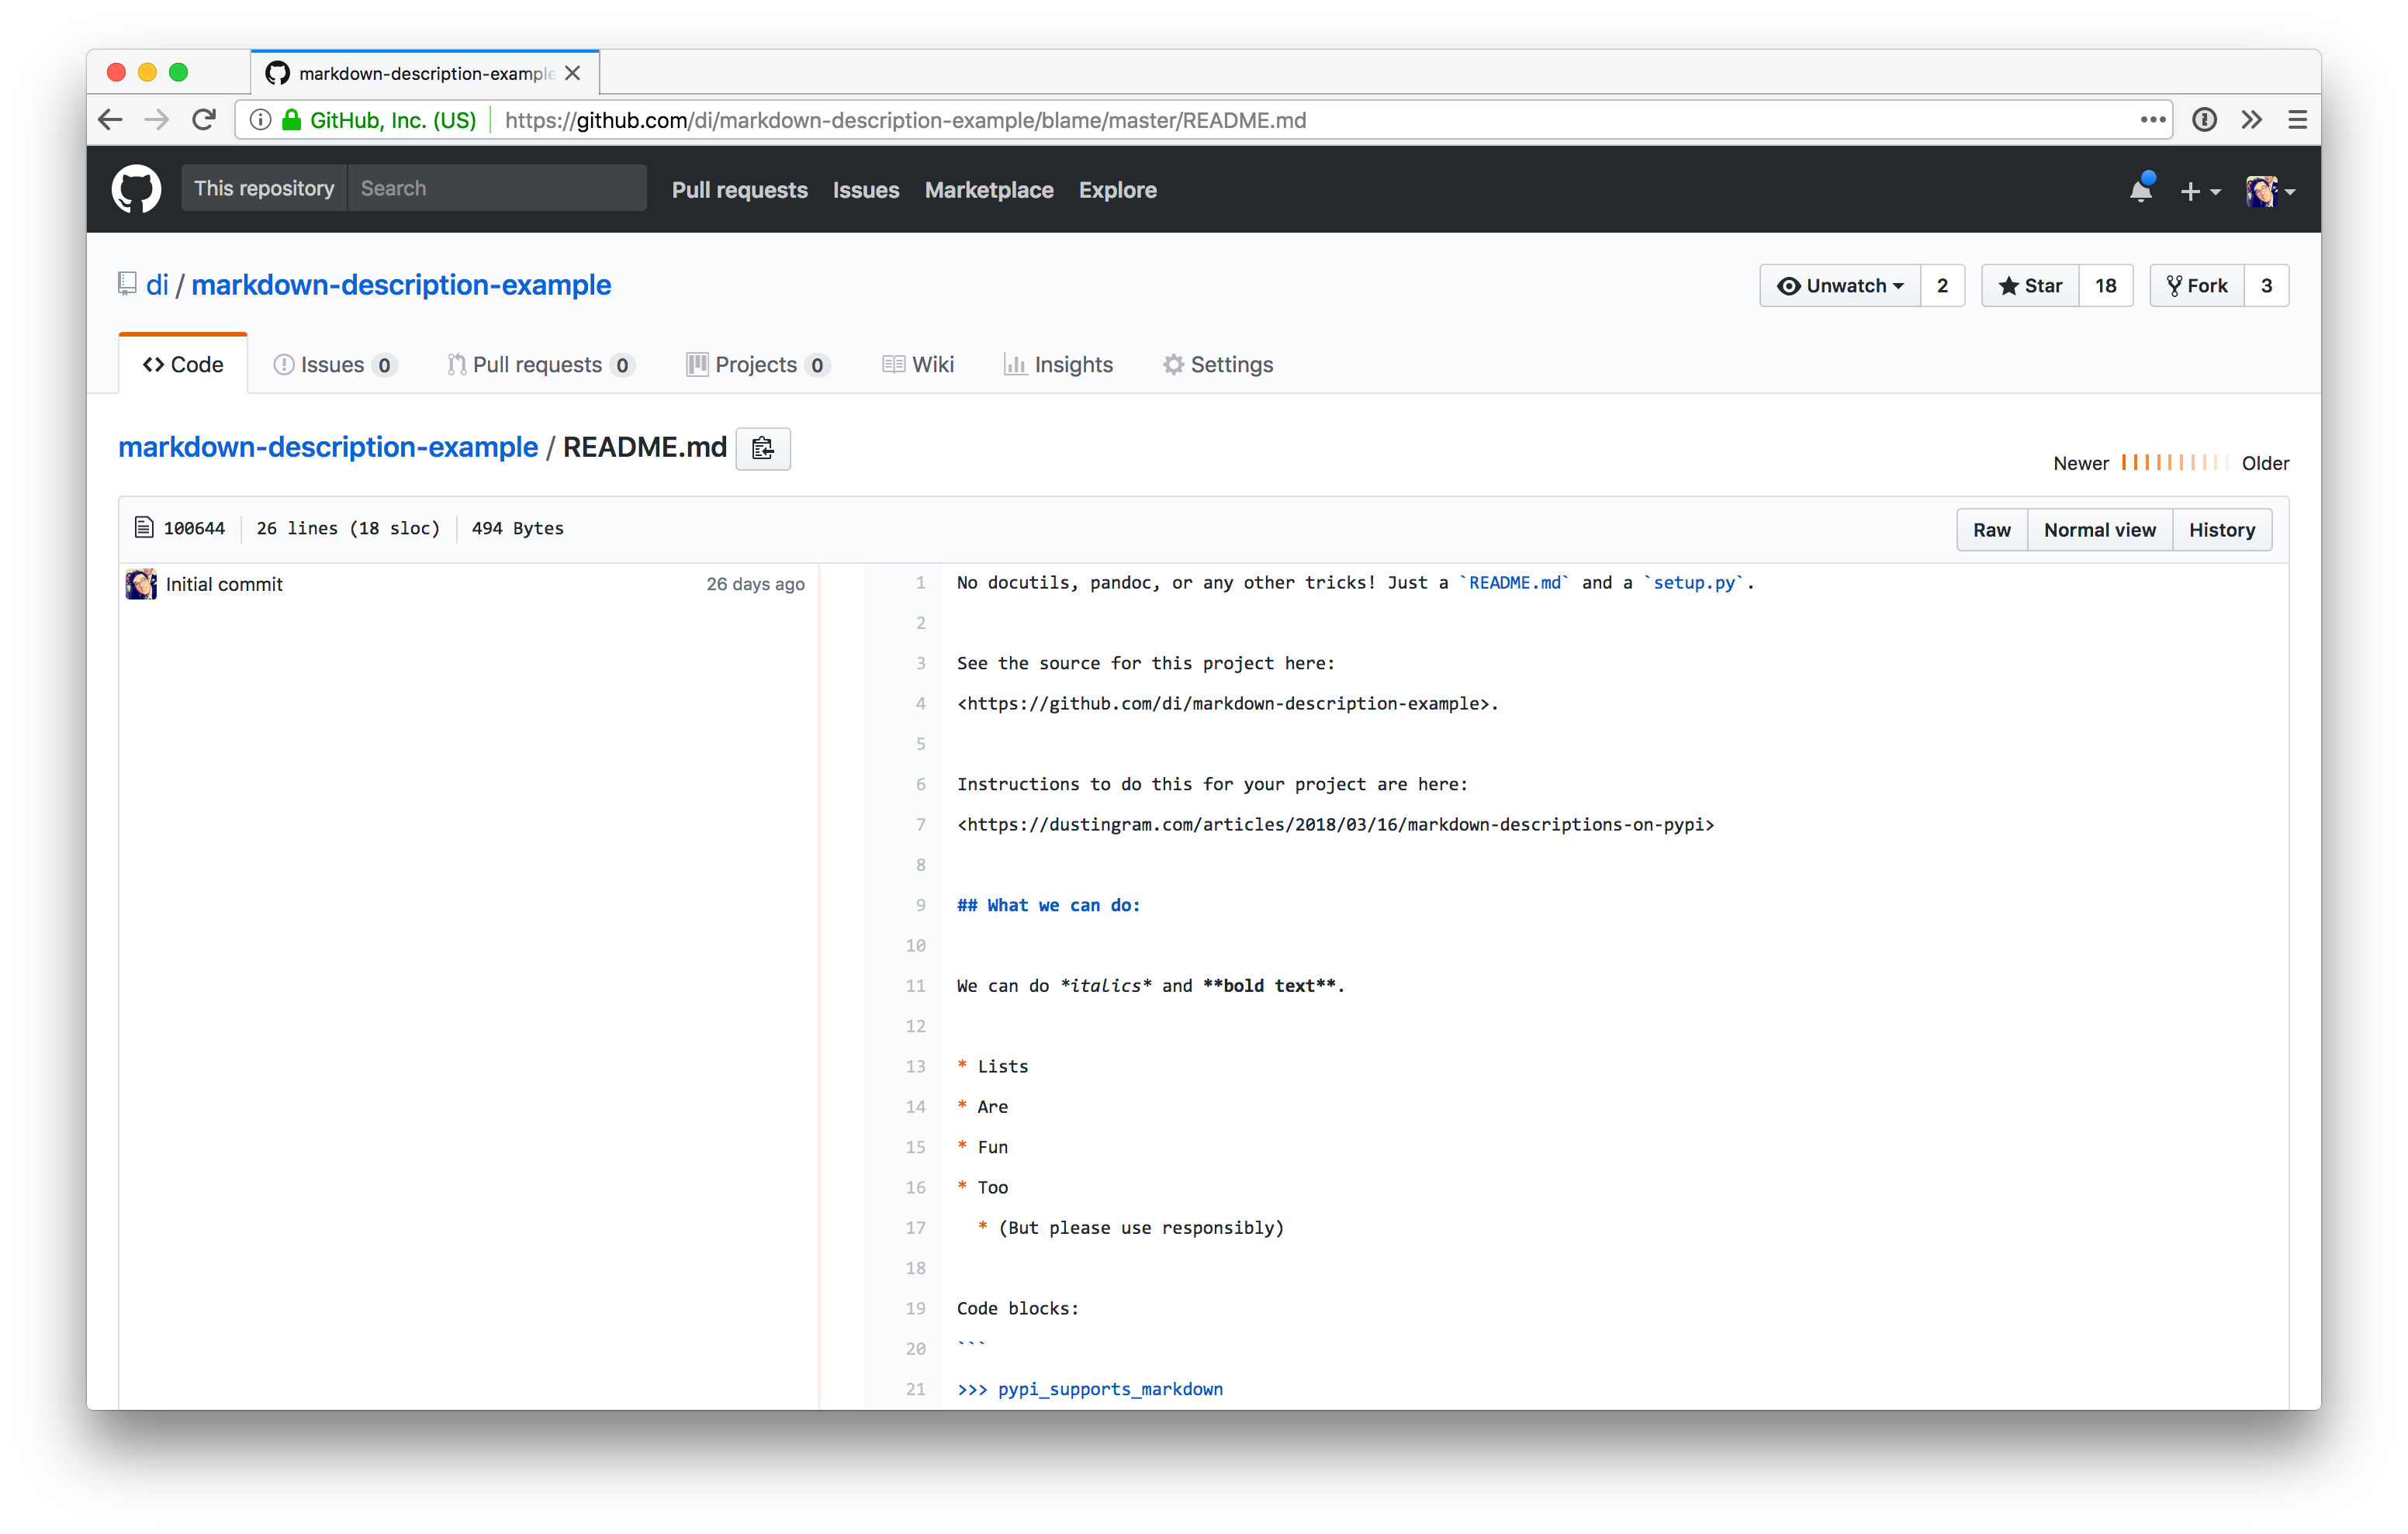 markdown-description-example
GitHub, Inc. (US) https://github.com/di/markdown-description-example/blame/master/README.md
This repository Search Pull requests Issues Marketplace Explore
di / markdown-description-example Unwatch 2 Star 18 Fork 3
Code Issues 0 Pull requests 0 Projects 0 Wiki Insights Settings
markdown-description-example / README.md
Newer Older
100644 26 lines (18 sloc) 494 Bytes Raw Normal view History
Initial commit 26 days ago
1 No docutils, pandoc, or any other tricks! Just a `README.md` and a `setup.py`.
2
3 See the source for this project here:
4 <https://github.com/di/markdown-description-example>.
5
6 Instructions to do this for your project are here:
7 <https://dustingram.com/articles/2018/03/16/markdown-descriptions-on-pypi>
8
9 ## What we can do:
10
11 We can do *italics* and **bold text**.
12
13 * Lists
14 * Are
15 * Fun
16 * Too
17   * (But please use responsibly)
18
19 Code blocks:
20 ```
21 >>> pypi_supports_markdown